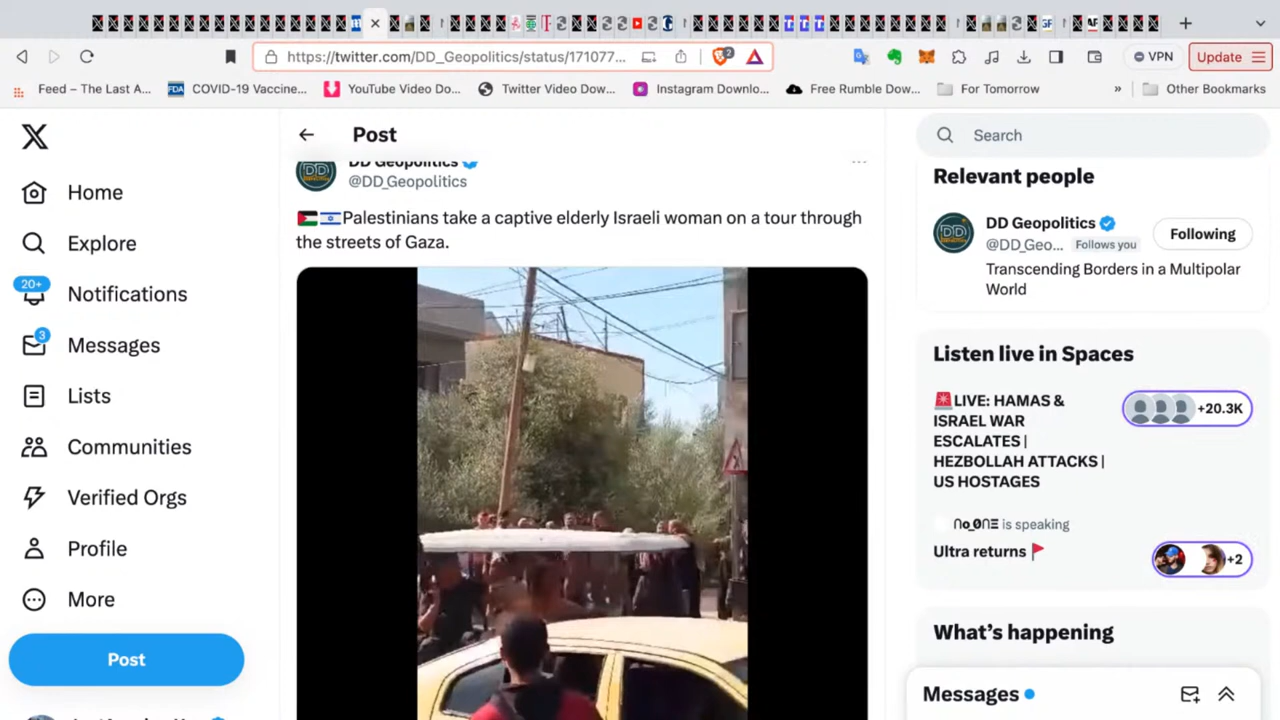 https://twitter.com/DD_Geopolitics/status/171077...
2
VPN
Update
Feed – The Last A...
FDA COVID-19 Vaccine...
YouTube Video Do...
Twitter Video Dow...
Instagram Downlo...
Free Rumble Dow...
For Tomorrow
»
Other Bookmarks
Home
Explore
20+
Notifications
3
Messages
Lists
Communities
Verified Orgs
Profile
More
Post
Post
DD Geopolitics
@DD_Geopolitics
Palestinians take a captive elderly Israeli woman on a tour through
the streets of Gaza.
Search
Relevant people
DD Geopolitics
@DD_Geo... Follows you
Following
Transcending Borders in a Multipolar
World
Listen live in Spaces
LIVE: HAMAS &
ISRAEL WAR
ESCALATES |
HEZBOLLAH ATTACKS |
US HOSTAGES
+20.3K
is speaking
Ultra returns
+2
What's happening
Messages